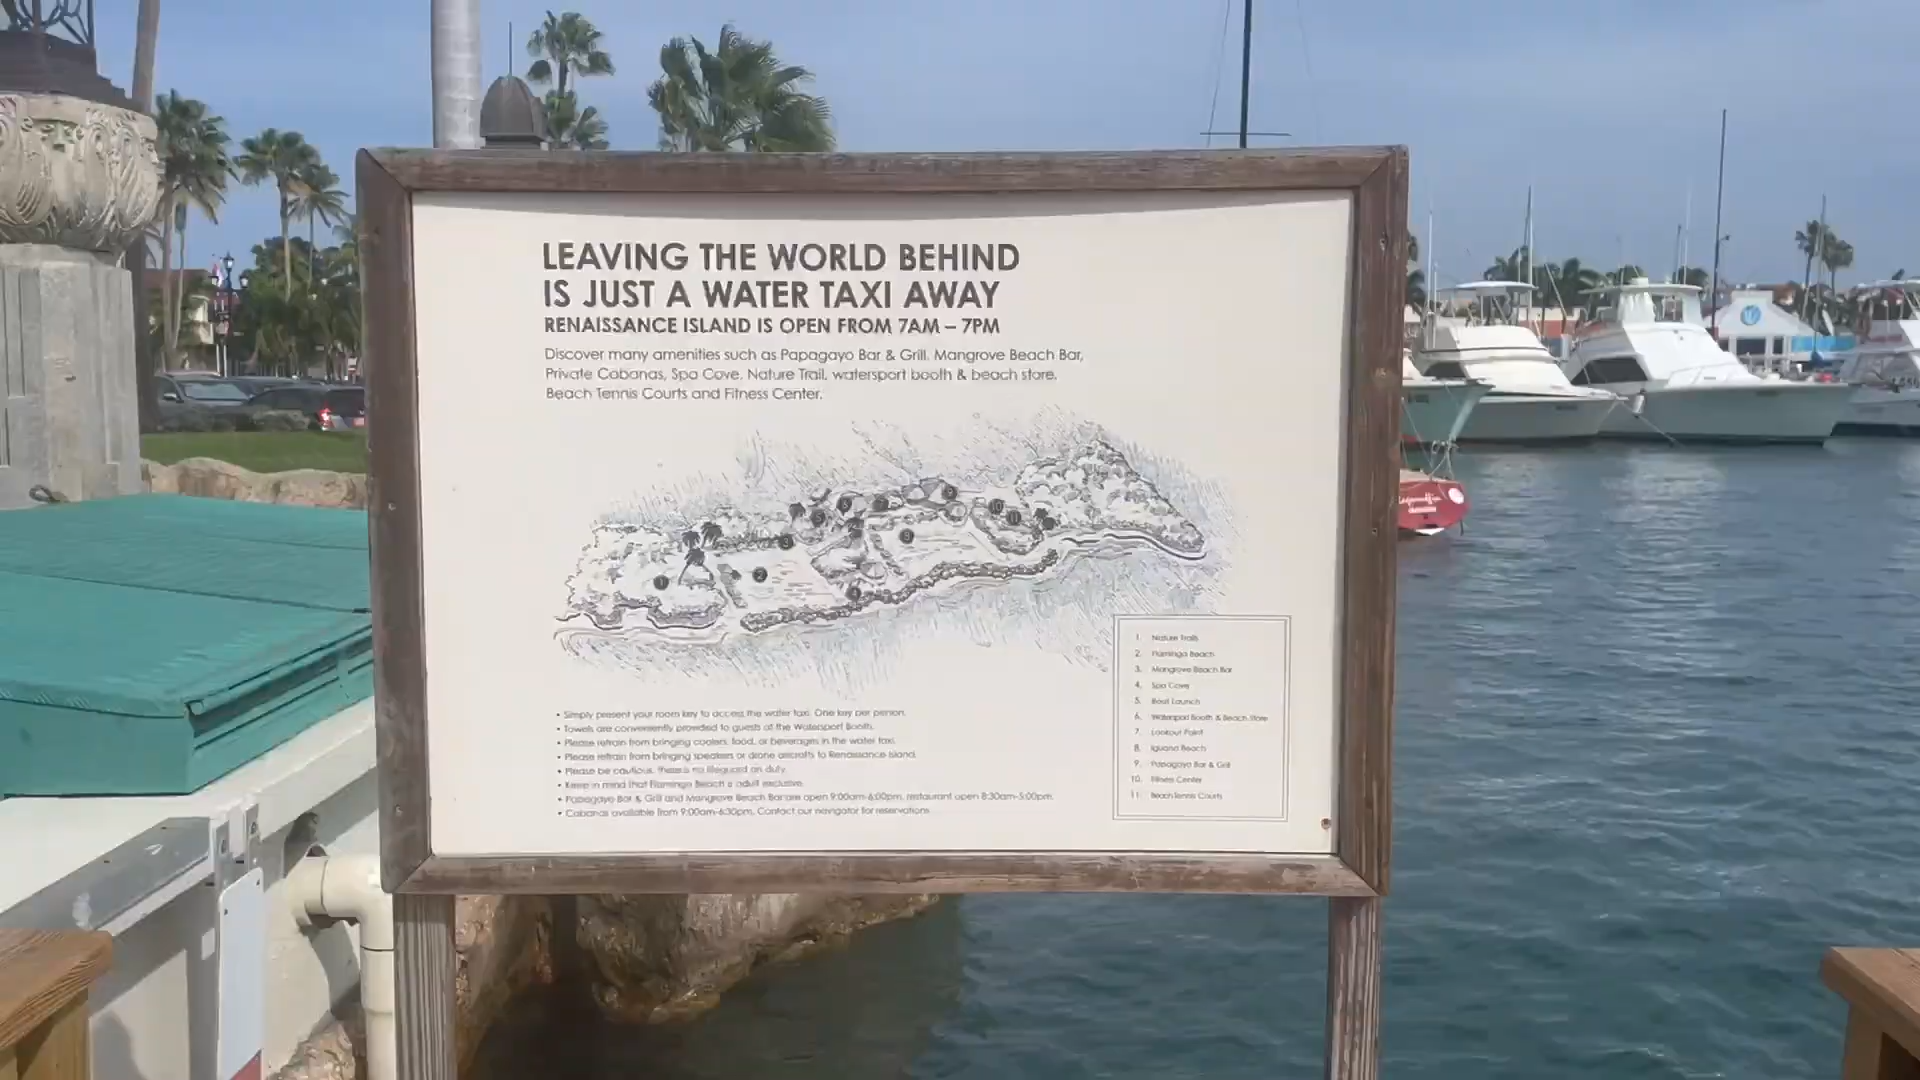 LEAVING THE WORLD BEHIND
IS JUST A WATER TAXI AWAY
RENAISSANCE ISLAND IS OPEN FROM 7AM – 7PM
Discover many amenities such as Papagayo Bar & Grill, Mangrove Beach Bar,
Private Cabanas, Spa Cove, Nature Trail, watersport booth & beach store,
Beach Tennis Courts and Fitness Center.
• Simply present your room key to access the water taxi. One key per person.
• Towels are conveniently provided to guests at the Watersport Booth.
• Please refrain from bringing coolers, food, or beverages in the water taxi.
• Please refrain from bringing speakers or drone aircrafts to Renaissance Island.
• Please be cautious, there is no lifeguard on duty.
• Keep in mind that Flamingo Beach is adult exclusive.
• Papagayo Bar & Grill and Mangrove Beach Bar are open 9:00am-6:00pm, restaurant open 8:30am-5:00pm.
• Cabanas available from 9:00am-6:30pm. Contact our navigator for reservations.
1. Nature Trails
2. Flamingo Beach
3. Mangrove Beach Bar
4. Spa Cove
5. Boat Launch
6. Watersport Booth & Beach Store
7. Lookout Point
8. Iguana Beach
9. Papagayo Bar & Grill
10. Fitness Center
11. Beach Tennis Courts